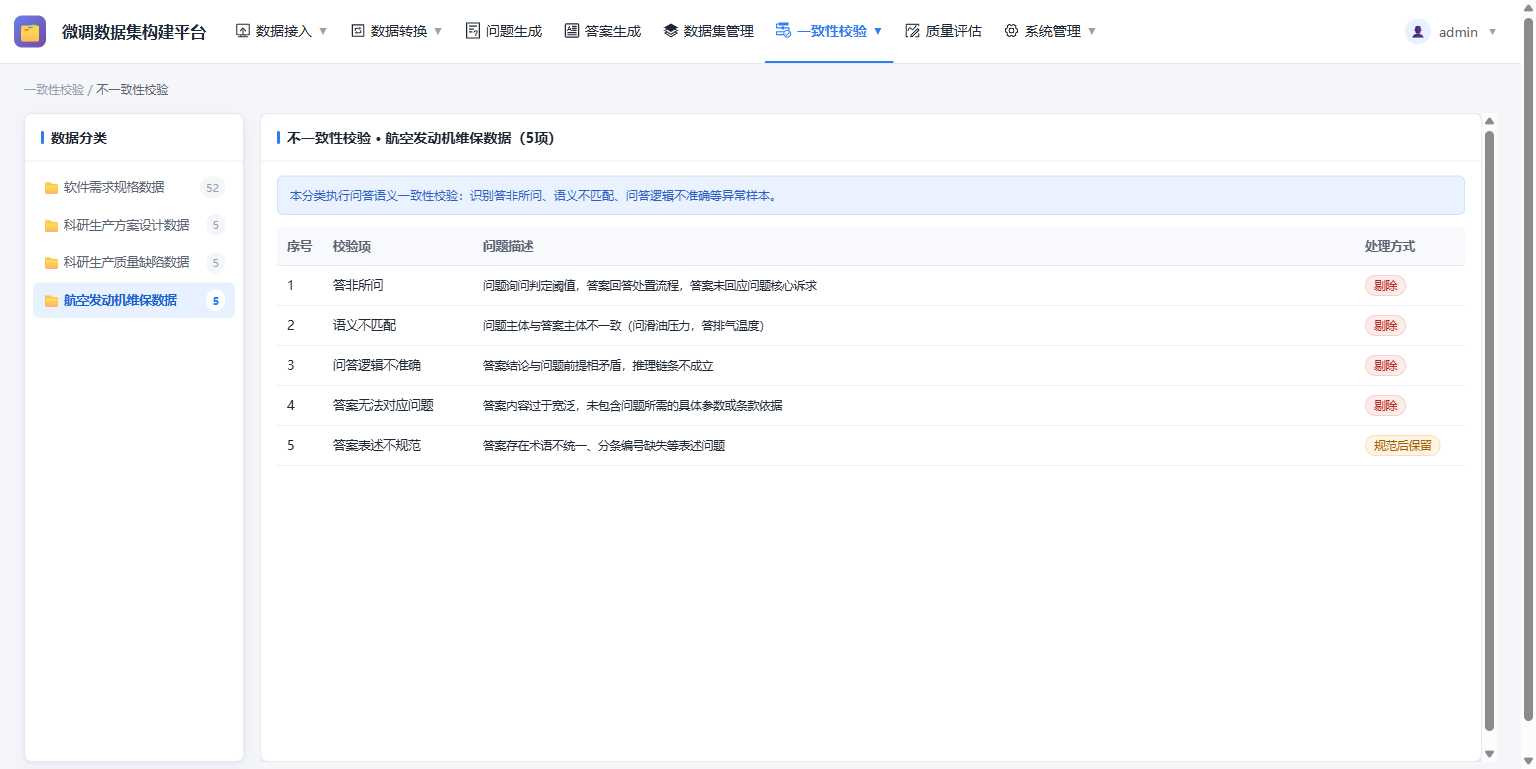 微调数据集构建平台 数据接入 ▼ 数据转换 ▼ 问题生成 答案生成 数据集管理 一致性校验 ▼ 质量评估 系统管理 ▼ admin ▼
一致性校验 / 不一致性校验
数据分类
软件需求规格数据 52
科研生产方案设计数据 5
科研生产质量缺陷数据 5
航空发动机维保数据 5
不一致性校验 • 航空发动机维保数据（5项）
本分类执行问答语义一致性校验：识别答非所问、语义不匹配、问答逻辑不准确等异常样本。
序号 校验项 问题描述 处理方式
1 答非所问 问题询问判定阈值，答案回答处置流程，答案未回应问题核心诉求 剔除
2 语义不匹配 问题主体与答案主体不一致（问滑油压力，答排气温度） 剔除
3 问答逻辑不准确 答案结论与问题前提相矛盾，推理链条不成立 剔除
4 答案无法对应问题 答案内容过于宽泛，未包含问题所需的具体参数或条款依据 剔除
5 答案表述不规范 答案存在术语不统一、分条编号缺失等表述问题 规范后保留